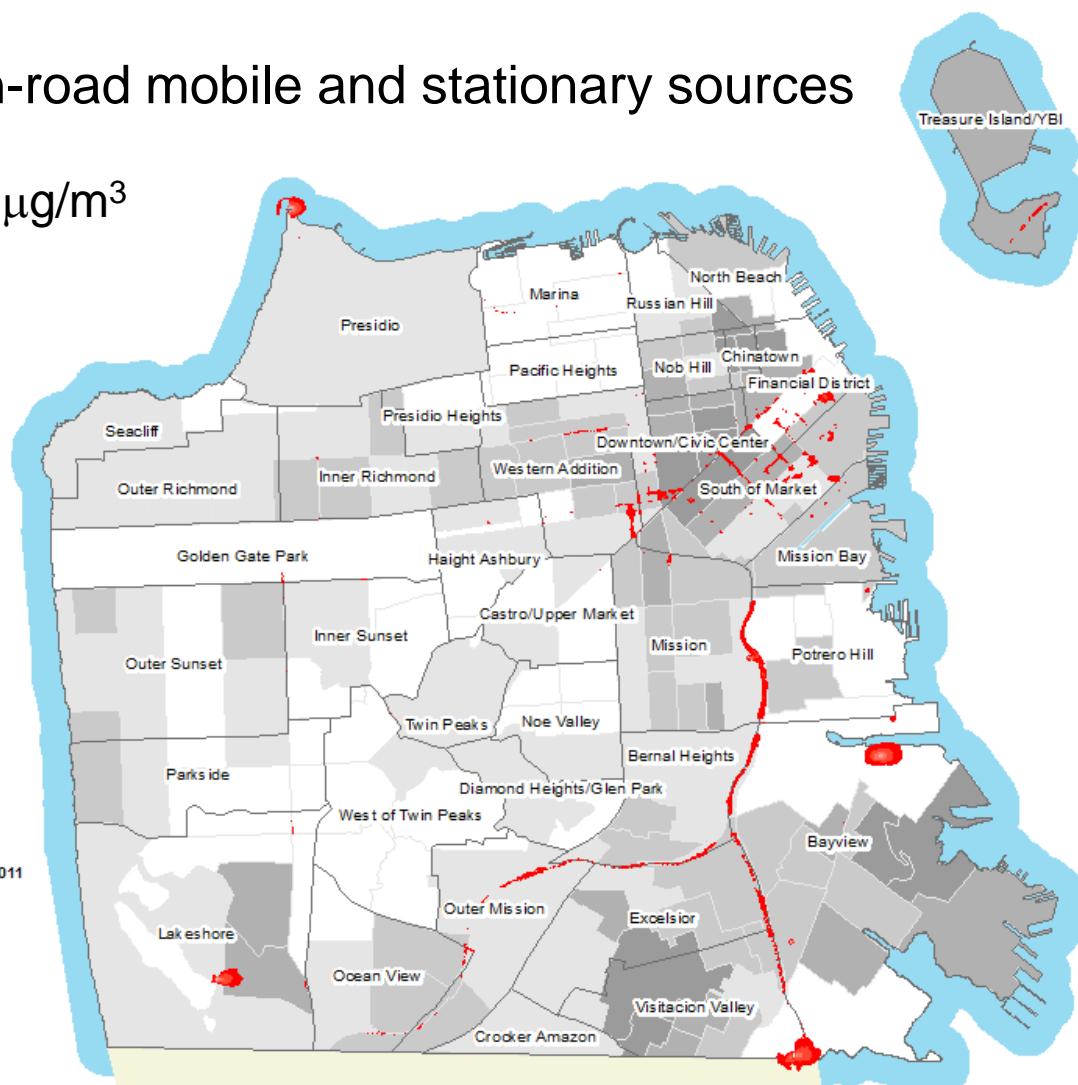 -road mobile and stationary sources
µg/m³
Treasure Island/YBI
North Beach
Marina
Russian Hill
Presidio
Chinatown
Nob Hill
Pacific Heights
Financial District
Presidio Heights
Seacliff
Downtown/Civic Center
Western Addition
Inner Richmond
Outer Richmond
South of Market
Golden Gate Park
Haight Ashbury
Mission Bay
Castro/Upper Market
Inner Sunset
Mission
Potrero Hill
Outer Sunset
Twin Peaks
Noe Valley
Bernal Heights
Parkside
Diamond Heights/Glen Park
West of Twin Peaks
Bayview
011
Outer Mission
Excelsior
Lakeshore
Ocean View
Visitacion Valley
Crocker Amazon